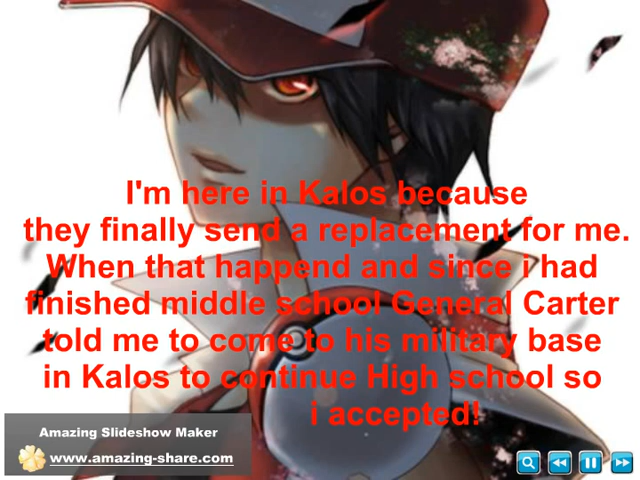 I'm here in Kalos because
they finally send a replacement for me.
When that happend and since i had
finished middle school General Carter
told me to come to his military base
in Kalos to continue High school so
i accepted!
Amazing Slideshow Maker
www.amazing-share.com